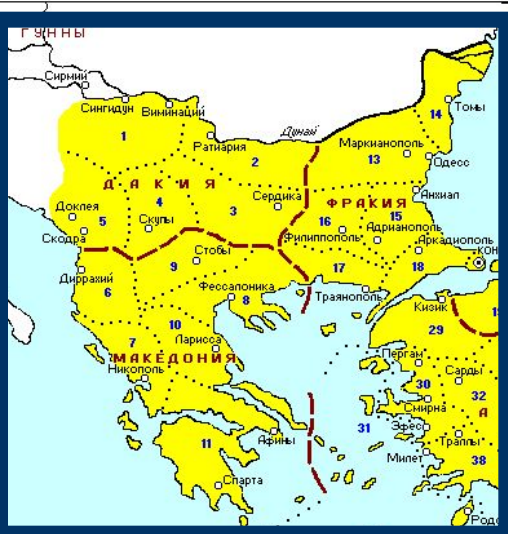 ГУННЫ
Сирмий
Сингидун
Виминаций
Томы
1
14
Ратиария
Дунай
Маркианополь
2
13
Одесс
ДАКИЯ
Анхиал
4
Сердика
ФРАКИЯ
Доклея
5
3
16
15
Скупы
Филиппополь
Адрианополь
Скодра
Стобы
Аркадиополь
КОН
9
17
18
Диррахий
6
Фессалоника
8
Траянополь
Кизик
10
29
7
Ларисса
МАКЕДОНИЯ
Пергам
Никополь
30
Сарды
32
Смирна
А
31
Эфес
11
Афины
Траллы
Милет
38
Спарта
Родо